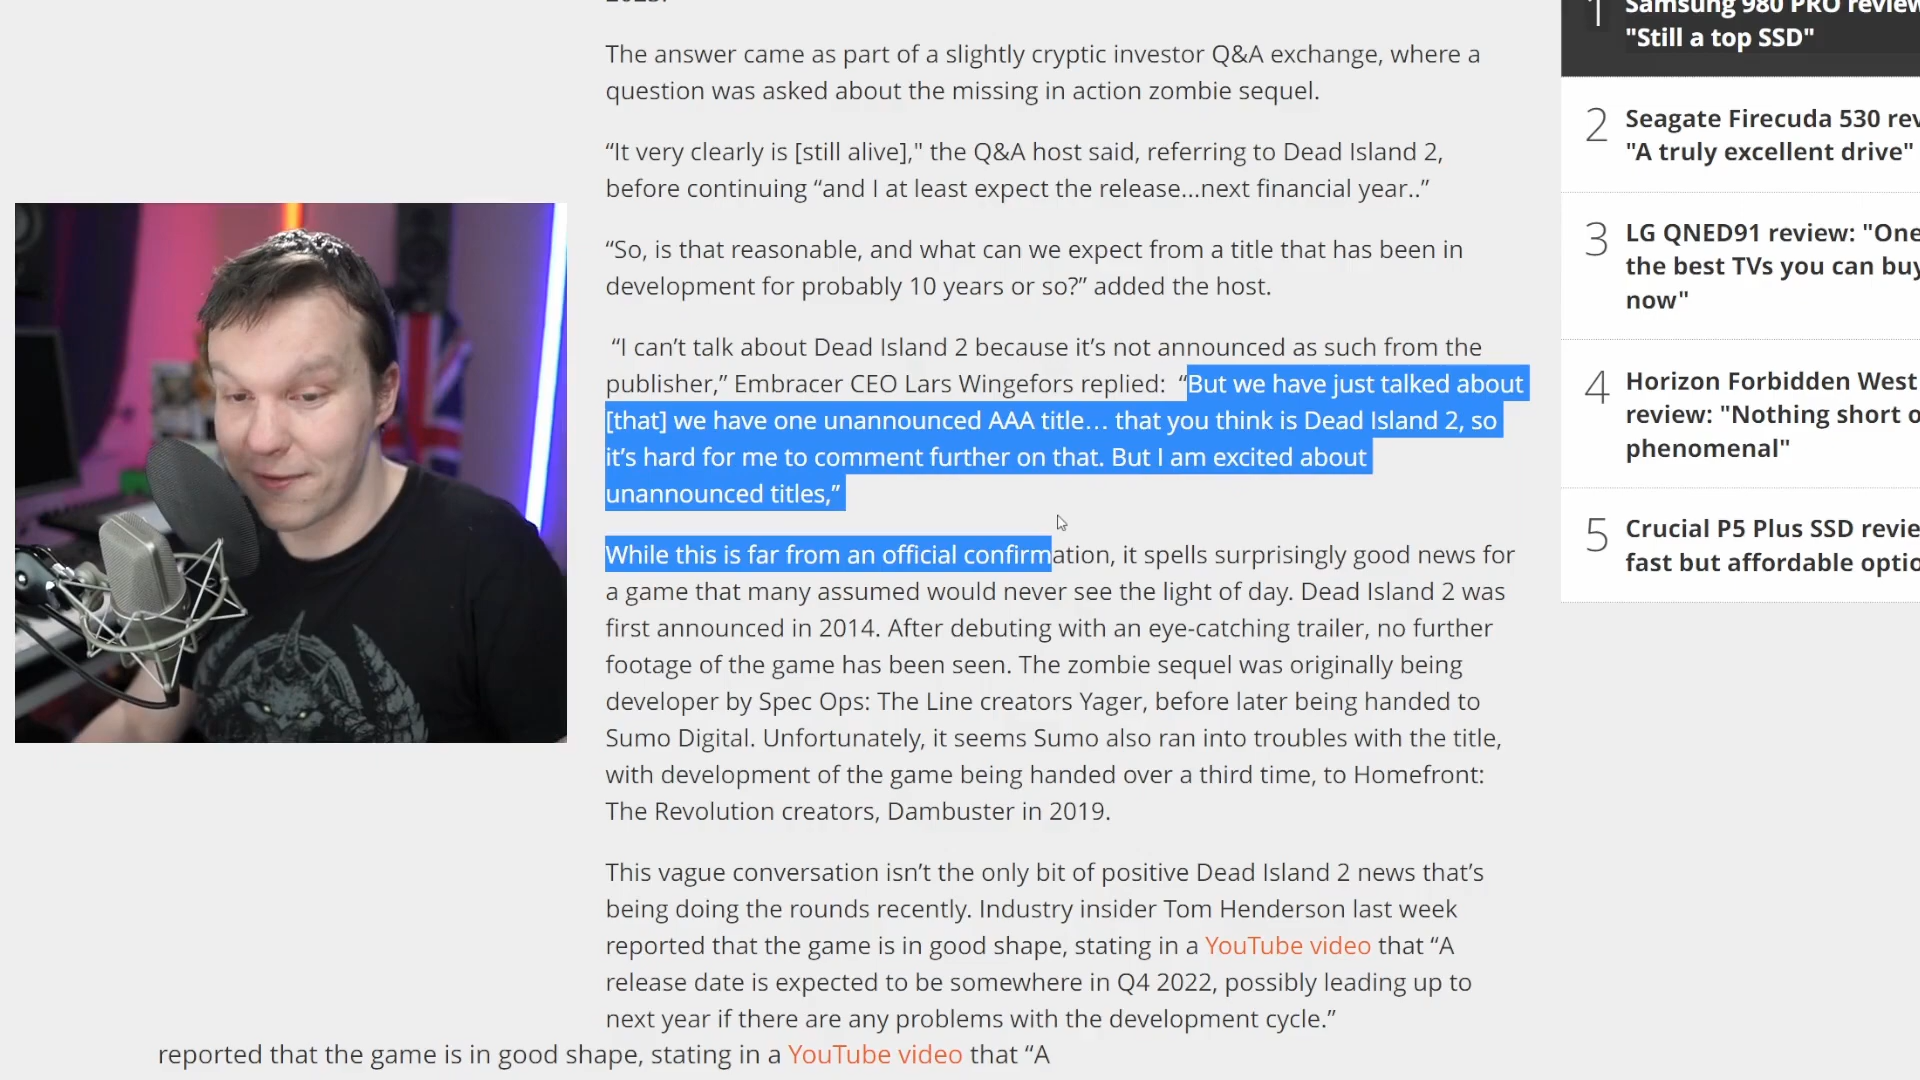 The answer came as part of a slightly cryptic investor Q&A exchange, where a
question was asked about the missing in action zombie sequel.
“It very clearly is [still alive]," the Q&A host said, referring to Dead Island 2,
before continuing “and I at least expect the release...next financial year..”
“So, is that reasonable, and what can we expect from a title that has been in
development for probably 10 years or so?” added the host.
“I can’t talk about Dead Island 2 because it’s not announced as such from the
publisher,” Embracer CEO Lars Wingefors replied: “But we have just talked about
[that] we have one unannounced AAA title… that you think is Dead Island 2, so
it’s hard for me to comment further on that. But I am excited about
unannounced titles,”
While this is far from an official confirmation, it spells surprisingly good news for
a game that many assumed would never see the light of day. Dead Island 2 was
first announced in 2014. After debuting with an eye-catching trailer, no further
footage of the game has been seen. The zombie sequel was originally being
developer by Spec Ops: The Line creators Yager, before later being handed to
Sumo Digital. Unfortunately, it seems Sumo also ran into troubles with the title,
with development of the game being handed over a third time, to Homefront:
The Revolution creators, Dambuster in 2019.
This vague conversation isn’t the only bit of positive Dead Island 2 news that’s
being doing the rounds recently. Industry insider Tom Henderson last week
reported that the game is in good shape, stating in a YouTube video that “A
release date is expected to be somewhere in Q4 2022, possibly leading up to
next year if there are any problems with the development cycle.”
reported that the game is in good shape, stating in a YouTube video that “A
1
Samsung 980 PRO review
"Still a top SSD"
2
Seagate Firecuda 530 rev
"A truly excellent drive"
3
LG QNED91 review: "One
the best TVs you can buy
now"
4
Horizon Forbidden West
review: "Nothing short o
phenomenal"
5
Crucial P5 Plus SSD revie
fast but affordable optio